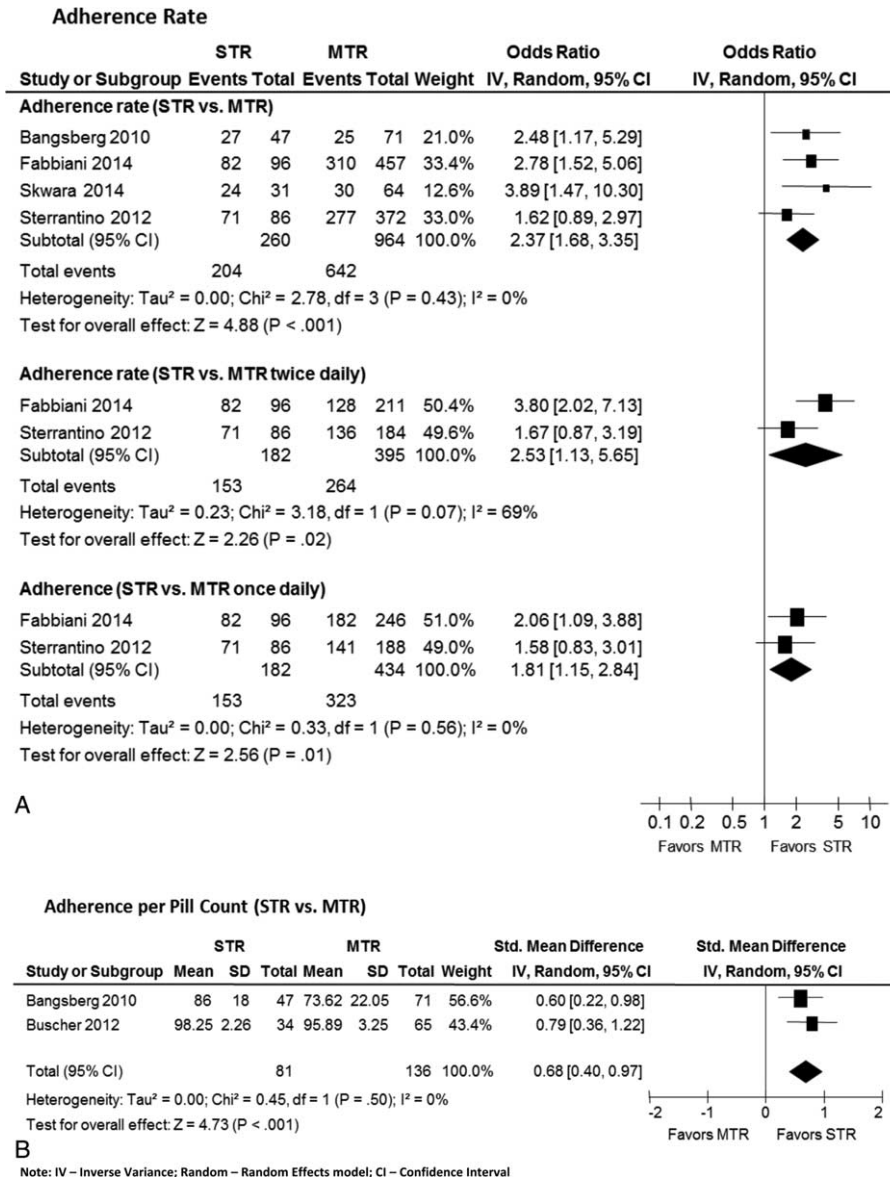 Adherence Rate
STR MTR Odds Ratio Odds Ratio
Study or Subgroup Events Total Events Total Weight IV, Random, 95% CI IV, Random, 95% CI
Adherence rate (STR vs. MTR)
Bangsberg 2010 27 47 25 71 21.0% 2.48 [1.17, 5.29]
Fabbiani 2014 82 96 310 457 33.4% 2.78 [1.52, 5.06]
Skwara 2014 24 31 30 64 12.6% 3.89 [1.47, 10.30]
Sterrantino 2012 71 86 277 372 33.0% 1.62 [0.89, 2.97]
Subtotal (95% CI) 260 964 100.0% 2.37 [1.68, 3.35]
Total events 204 642
Heterogeneity: Tau² = 0.00; Chi² = 2.78, df = 3 (P = 0.43); I² = 0%
Test for overall effect: Z = 4.88 (P < .001)
Adherence rate (STR vs. MTR twice daily)
Fabbiani 2014 82 96 128 211 50.4% 3.80 [2.02, 7.13]
Sterrantino 2012 71 86 136 184 49.6% 1.67 [0.87, 3.19]
Subtotal (95% CI) 182 395 100.0% 2.53 [1.13, 5.65]
Total events 153 264
Heterogeneity: Tau² = 0.23; Chi² = 3.18, df = 1 (P = 0.07); I² = 69%
Test for overall effect: Z = 2.26 (P = .02)
Adherence (STR vs. MTR once daily)
Fabbiani 2014 82 96 182 246 51.0% 2.06 [1.09, 3.88]
Sterrantino 2012 71 86 141 188 49.0% 1.58 [0.83, 3.01]
Subtotal (95% CI) 182 434 100.0% 1.81 [1.15, 2.84]
Total events 153 323
Heterogeneity: Tau² = 0.00; Chi² = 0.33, df = 1 (P = 0.56); I² = 0%
Test for overall effect: Z = 2.56 (P = .01)
A
0.1 0.2 0.5 1 2 5 10
Favors MTR Favors STR
Adherence per Pill Count (STR vs. MTR)
STR MTR Std. Mean Difference Std. Mean Difference
Study or Subgroup Mean SD Total Mean SD Total Weight IV, Random, 95% CI IV, Random, 95% CI
Bangsberg 2010 86 18 47 73.62 22.05 71 56.6% 0.60 [0.22, 0.98]
Buscher 2012 98.25 2.26 34 95.89 3.25 65 43.4% 0.79 [0.36, 1.22]
Total (95% CI) 81 136 100.0% 0.68 [0.40, 0.97]
Heterogeneity: Tau² = 0.00; Chi² = 0.45, df = 1 (P = .50); I² = 0%
Test for overall effect: Z = 4.73 (P < .001)
-2 -1 0 1 2
Favors MTR Favors STR
B
Note: IV – Inverse Variance; Random – Random Effects model; CI – Confidence Interval